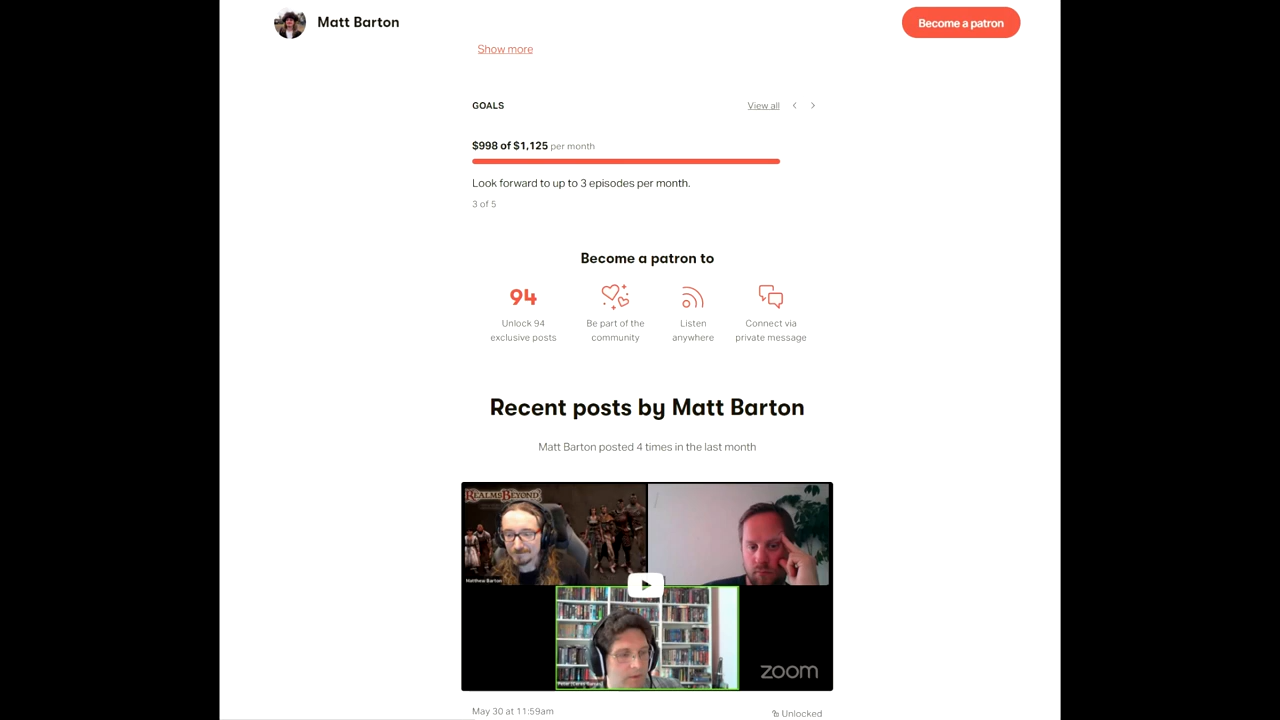 Matt Barton
Become a patron
Show more
GOALS
View all
$998 of $1,125 per month
Look forward to up to 3 episodes per month.
3 of 5
Become a patron to
94
Unlock 94
exclusive posts
Be part of the
community
Listen
anywhere
Connect via
private message
Recent posts by Matt Barton
Matt Barton posted 4 times in the last month
REALMS BEYOND
Matthew Barton
zoom
May 30 at 11:59am
Unlocked